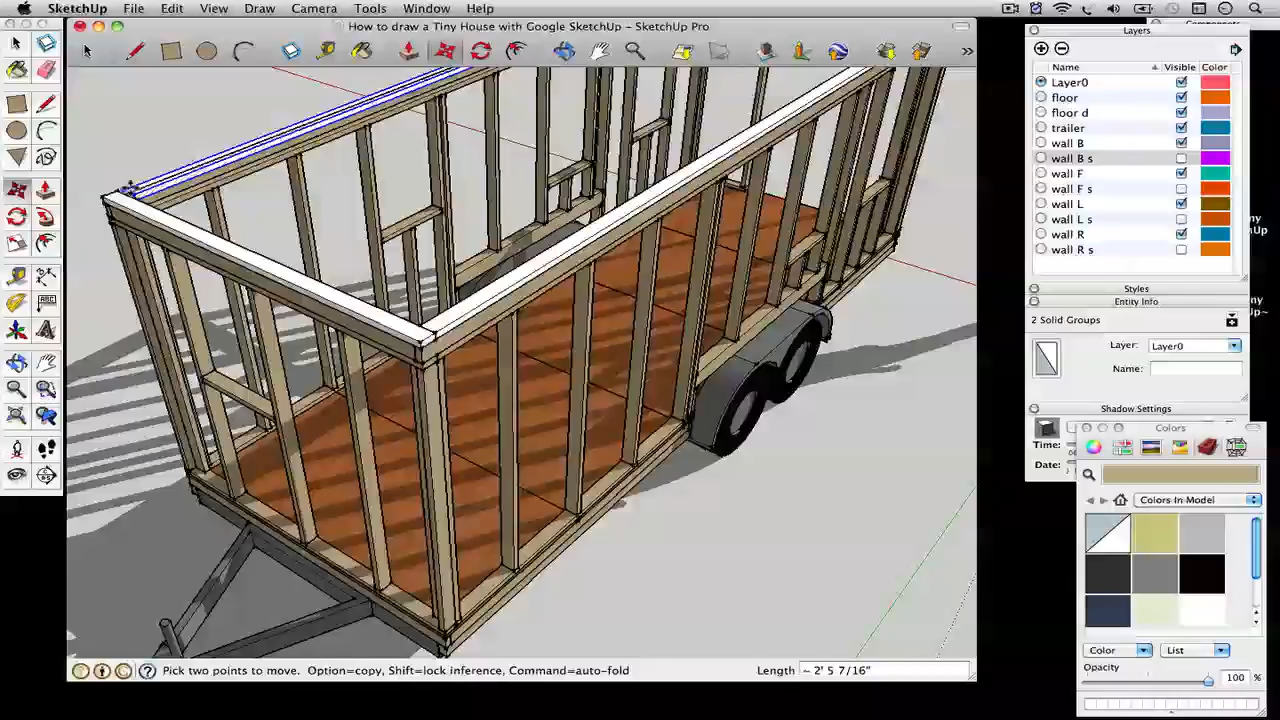 SketchUp File Edit View Draw Camera Tools Window Help
How to draw a Tiny House with Google SketchUp - SketchUp Pro
Layers
Name Visible Color
Layer0
floor
floor d
trailer
wall B
wall B s
wall F
wall F s
wall L
wall L s
wall R
wall R s
Styles
Entity Info
2 Solid Groups
Layer: Layer0
Name:
Shadow Settings
Time:
Date:
Colors
Colors In Model
Color List
Opacity
100 %
Pick two points to move. Option=copy, Shift=lock inference, Command=auto-fold
Length ~ 2' 5 7/16"